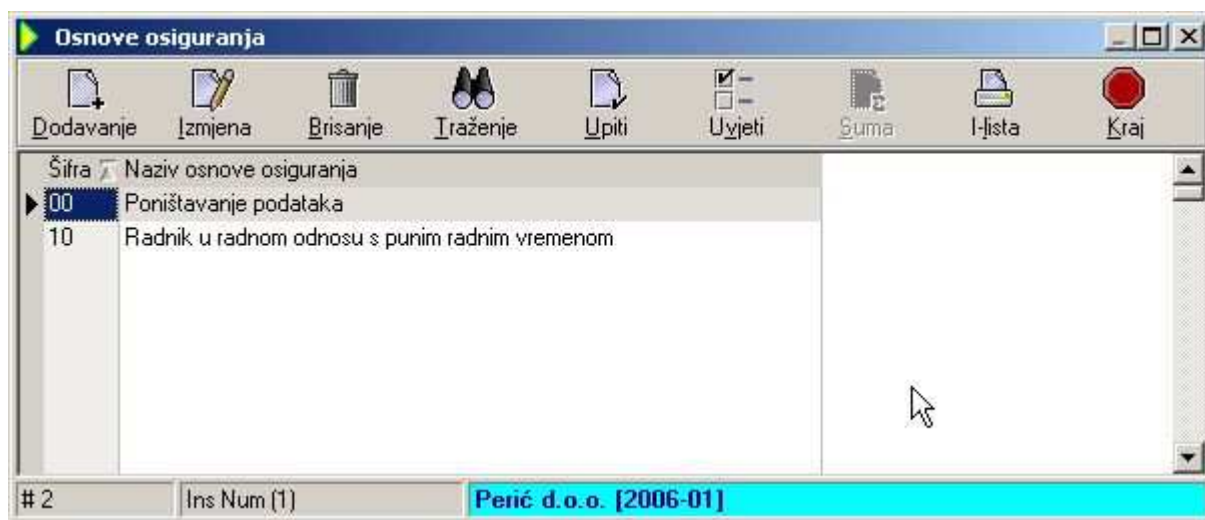 Osnove osiguranja
Dodavanje Izmjena Brisanje Traženje Upiti Uvjeti Suma I-lista Kraj
Šifra Naziv osnove osiguranja
00 Poništavanje podataka
10 Radnik u radnom odnosu s punim radnim vremenom
# 2 Ins Num (1) Perić d.o.o. [2006-01]